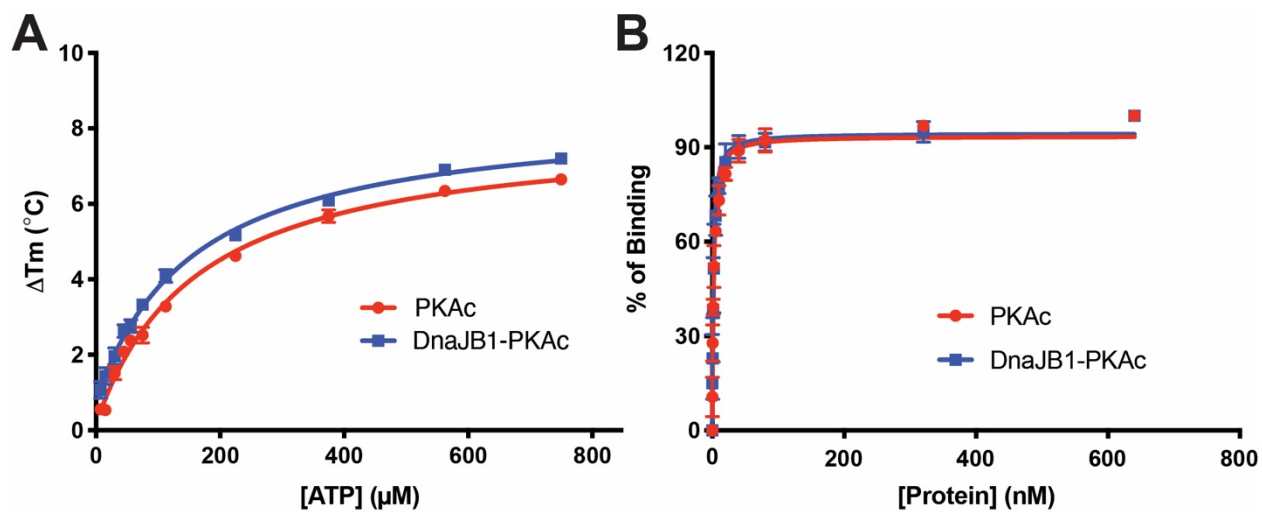 A
10
8
6
4
2
0
ΔTm (°C)
PKAc
DnaJB1-PKAc
0 200 400 600 800
[ATP] (µM)
B
120
90
60
30
0
% of Binding
PKAc
DnaJB1-PKAc
0 200 400 600 800
[Protein] (nM)